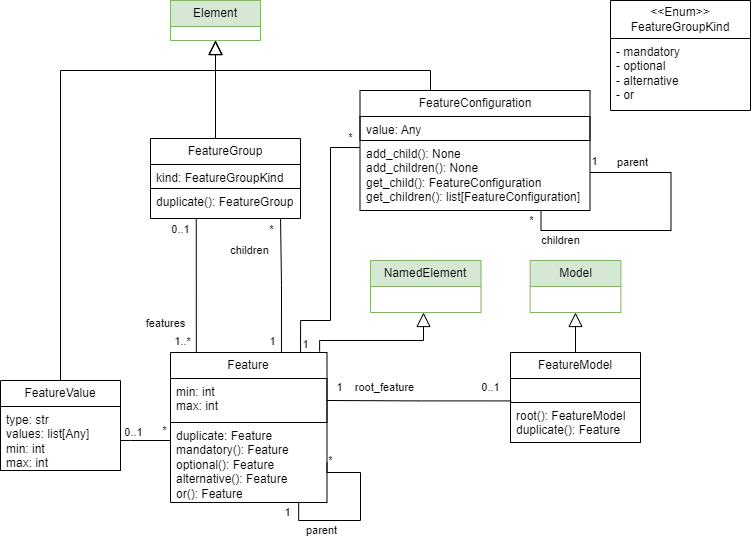 Element
<<Enum>>
FeatureGroupKind
- mandatory
- optional
- alternative
- or
FeatureConfiguration
value: Any
add_child(): None
add_children(): None
get_child(): FeatureConfiguration
get_children(): list[FeatureConfiguration]
*
1
parent
*
children
FeatureGroup
kind: FeatureGroupKind
duplicate(): FeatureGroup
0..1
*
children
features
1..*
1
1
NamedElement
Model
Feature
min: int
max: int
duplicate: Feature
mandatory(): Feature
optional(): Feature
alternative(): Feature
or(): Feature
1
root_feature
0..1
FeatureModel
root(): FeatureModel
duplicate(): Feature
FeatureValue
type: str
values: list[Any]
min: int
max: int
0..1
*
*
1
parent